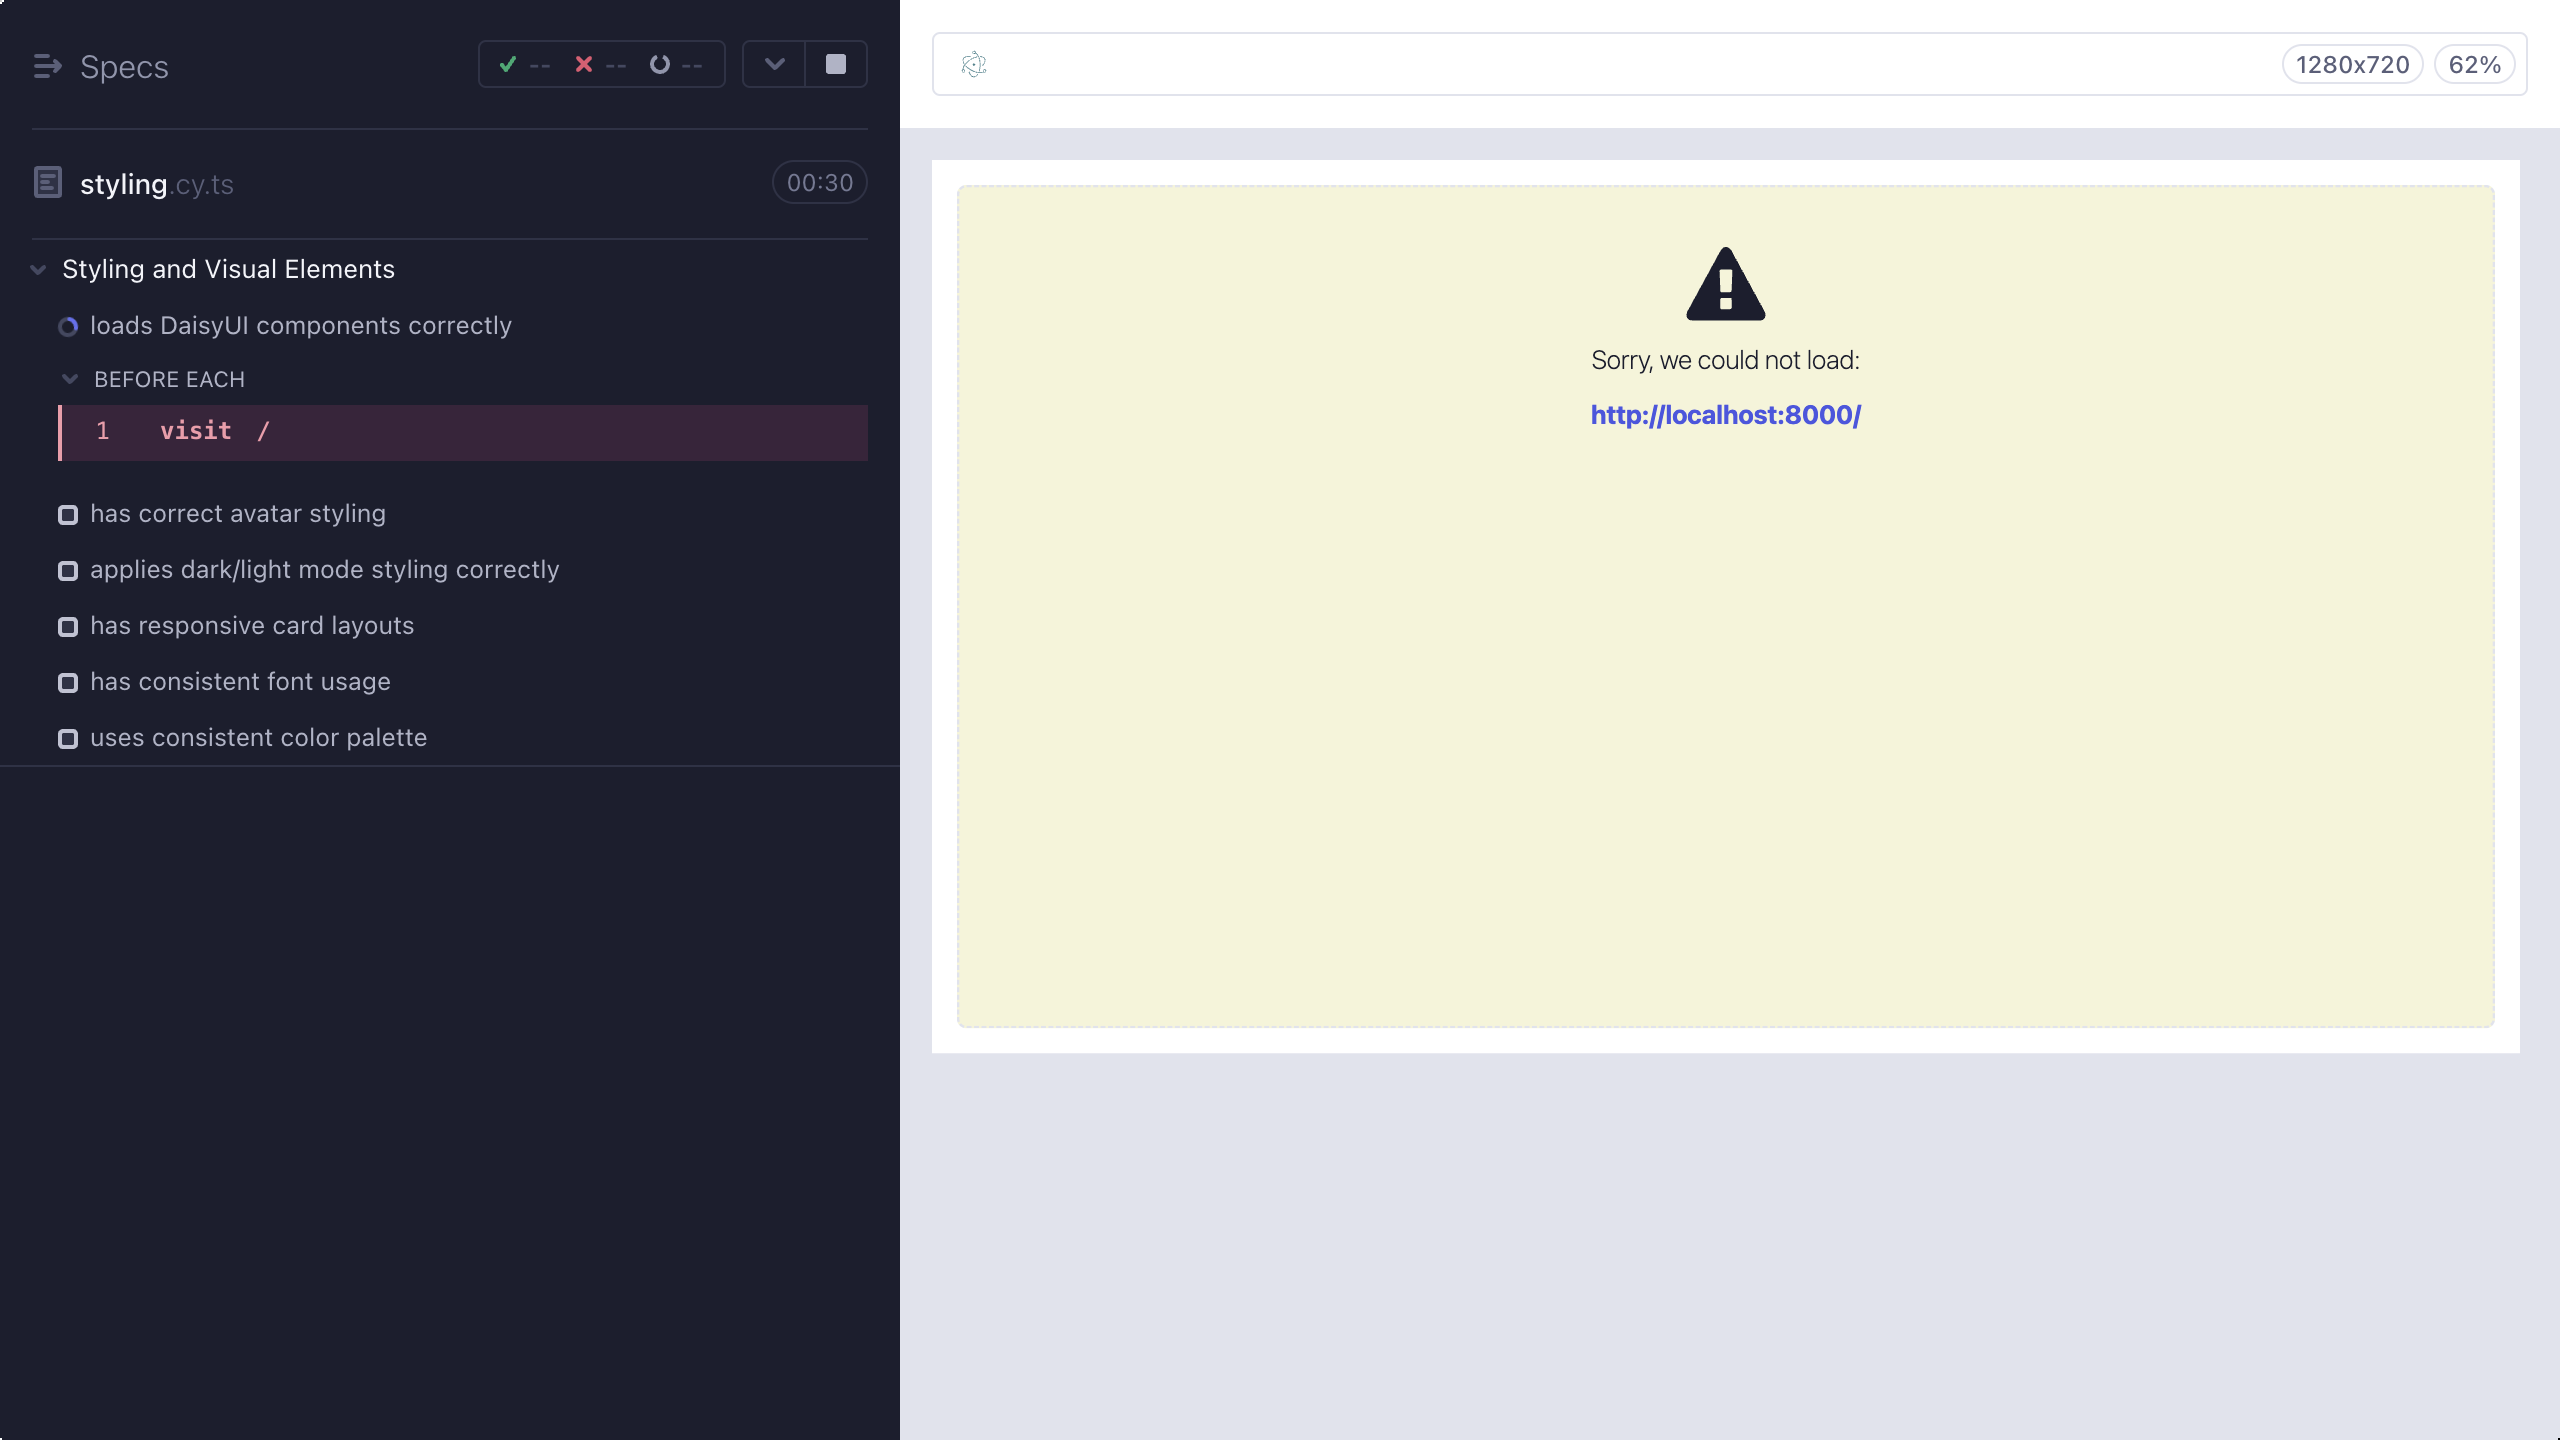 Specs
-- -- --
styling.cy.ts
00:30
Styling and Visual Elements
loads DaisyUI components correctly
BEFORE EACH
1 visit /
has correct avatar styling
applies dark/light mode styling correctly
has responsive card layouts
has consistent font usage
uses consistent color palette
1280x720 62%
Sorry, we could not load:
http://localhost:8000/